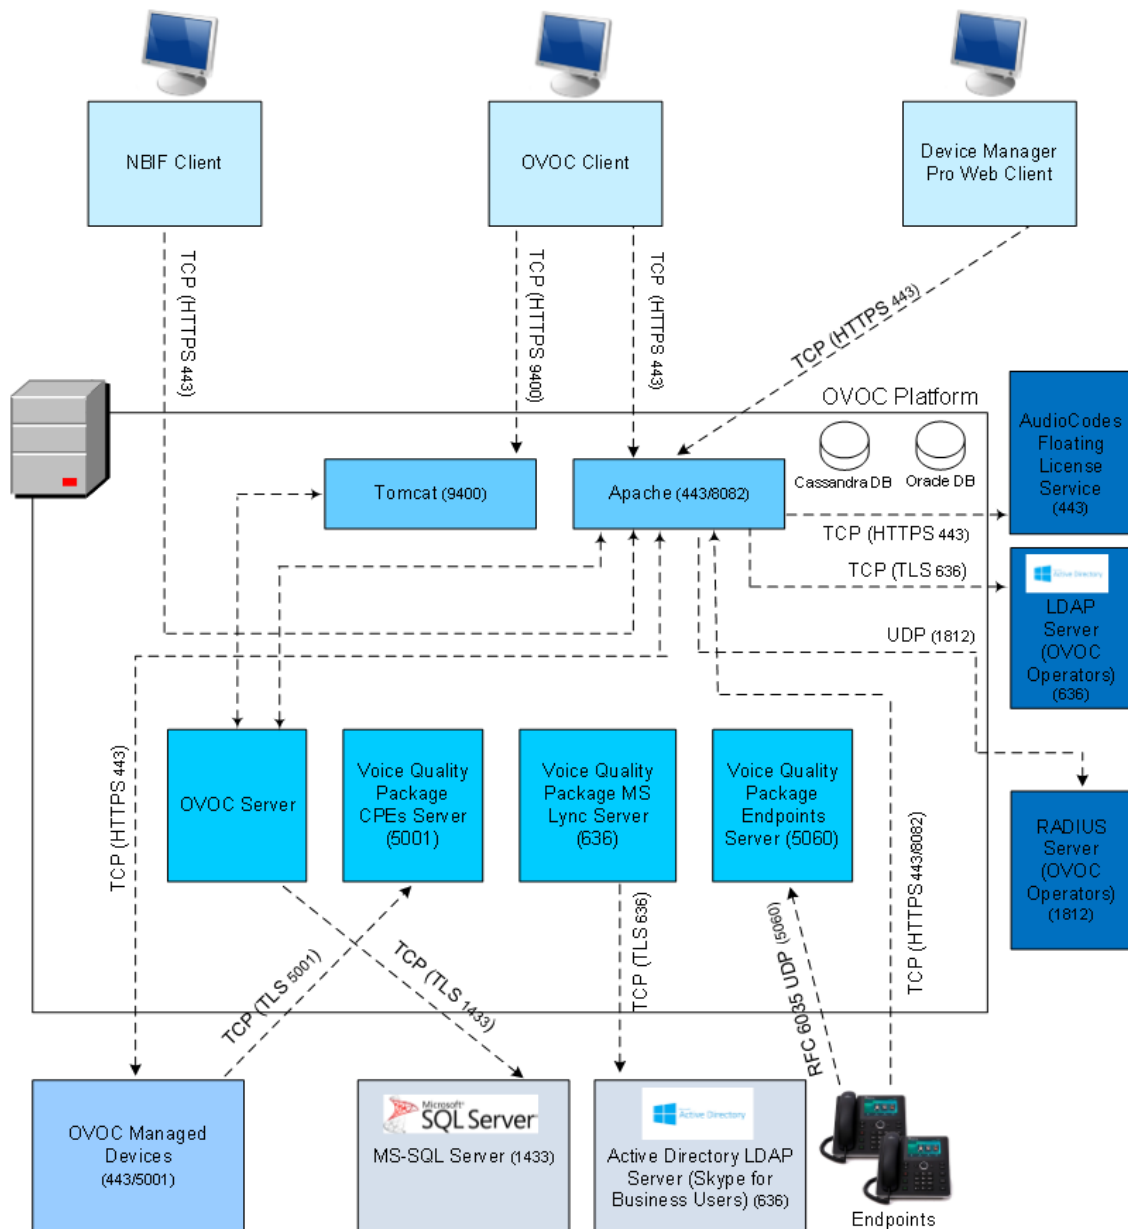 NBIF Client
OVOC Client
Device Manager
Pro Web Client
TCP (HTTPS 443)
TCP (HTTPS 9400)
TCP (HTTPS 443)
TCP (HTTPS 443)
OVOC Platform
Cassandra DB
Oracle DB
Tomcat (9400)
Apache (443/8082)
AudioCodes
Floating
License
Service
(443)
TCP (HTTPS 443)
TCP (TLS 636)
UDP (1812)
Active Directory
LDAP
Server
(OVOC
Operators)
(636)
TCP (HTTPS 443)
OVOC Server
Voice Quality
Package
CPEs Server
(5001)
Voice Quality
Package MS
Lync Server
(636)
Voice Quality
Package
Endpoints
Server (5060)
RADIUS
Server
(OVOC
Operators)
(1812)
TCP (TLS 5001)
TCP (TLS 1433)
TCP (TLS 636)
RFC 6035 UDP (5060)
TCP (HTTPS 443/8082)
OVOC Managed
Devices
(443/5001)
Microsoft®
SQL Server®
MS-SQL Server (1433)
Active Directory
Active Directory LDAP
Server (Skype for
Business Users) (636)
Endpoints